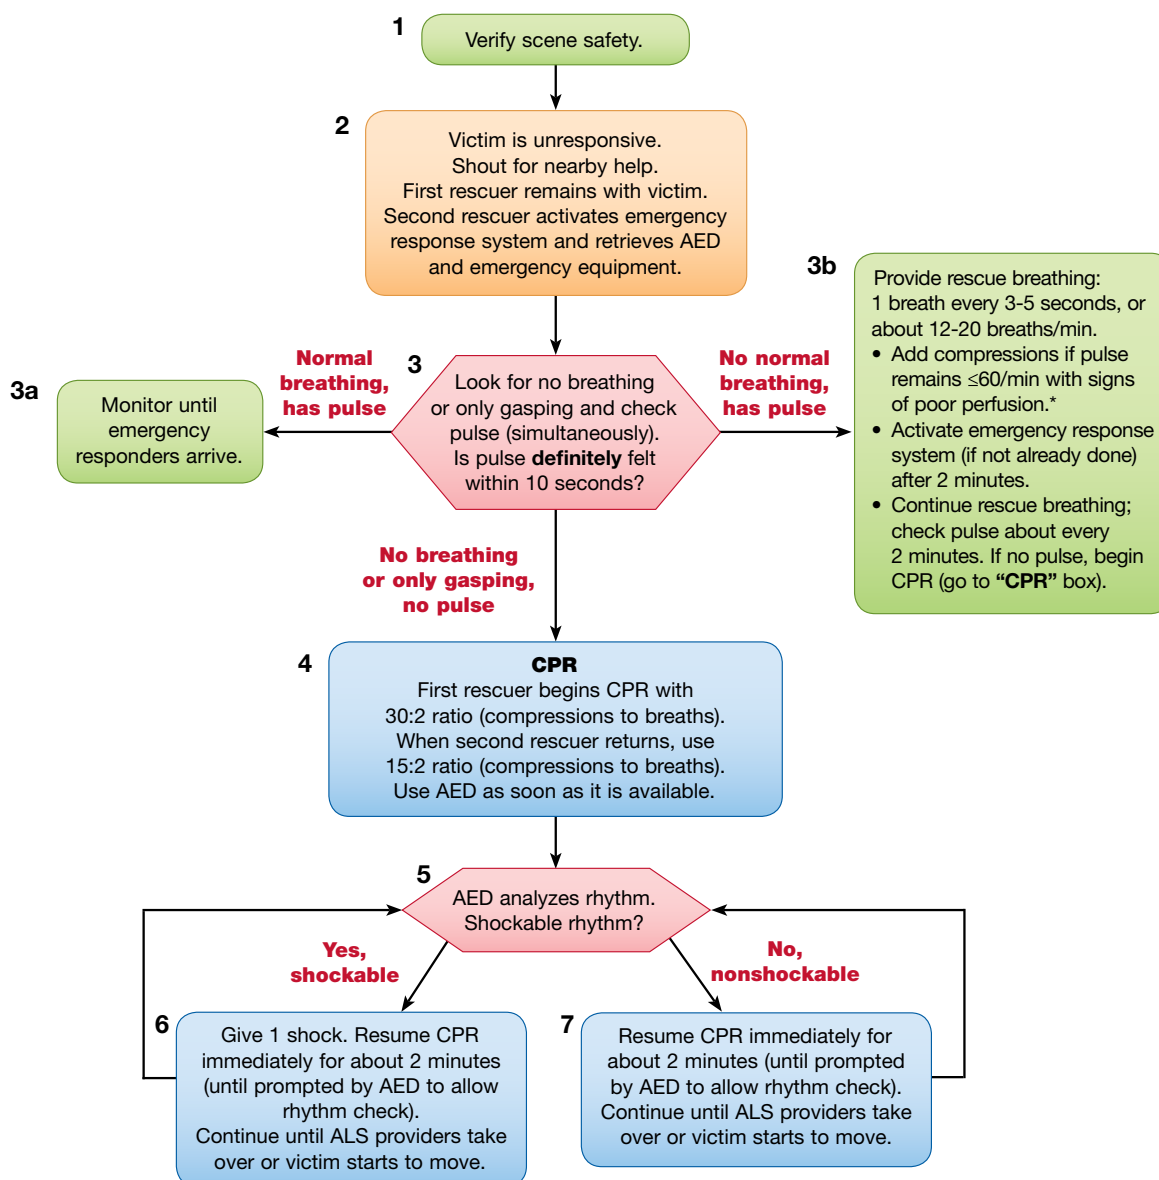 1
Verify scene safety.
2
Victim is unresponsive.
Shout for nearby help.
First rescuer remains with victim.
Second rescuer activates emergency
response system and retrieves AED
and emergency equipment.
3
Look for no breathing
or only gasping and check
pulse (simultaneously).
Is pulse definitely felt
within 10 seconds?
Normal
breathing,
has pulse
3a
Monitor until
emergency
responders arrive.
No normal
breathing,
has pulse
3b
Provide rescue breathing:
1 breath every 3-5 seconds, or
about 12-20 breaths/min.
• Add compressions if pulse
remains ≤60/min with signs
of poor perfusion.*
• Activate emergency response
system (if not already done)
after 2 minutes.
• Continue rescue breathing;
check pulse about every
2 minutes. If no pulse, begin
CPR (go to “CPR” box).
No breathing
or only gasping,
no pulse
4
CPR
First rescuer begins CPR with
30:2 ratio (compressions to breaths).
When second rescuer returns, use
15:2 ratio (compressions to breaths).
Use AED as soon as it is available.
5
AED analyzes rhythm.
Shockable rhythm?
Yes,
shockable
No,
nonshockable
6
Give 1 shock. Resume CPR
immediately for about 2 minutes
(until prompted by AED to allow
rhythm check).
Continue until ALS providers take
over or victim starts to move.
7
Resume CPR immediately for
about 2 minutes (until prompted
by AED to allow rhythm check).
Continue until ALS providers take
over or victim starts to move.